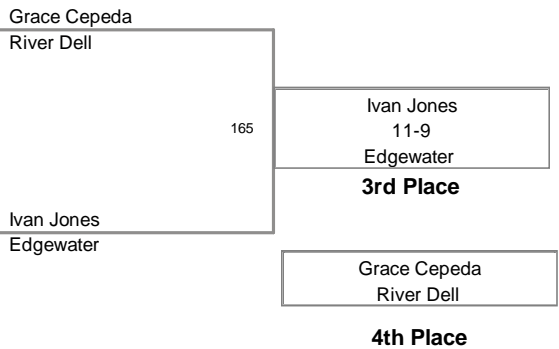 Grace Cepeda
River Dell
165
Ivan Jones
11-9
Edgewater
3rd Place
Ivan Jones
Edgewater
Grace Cepeda
River Dell
4th Place